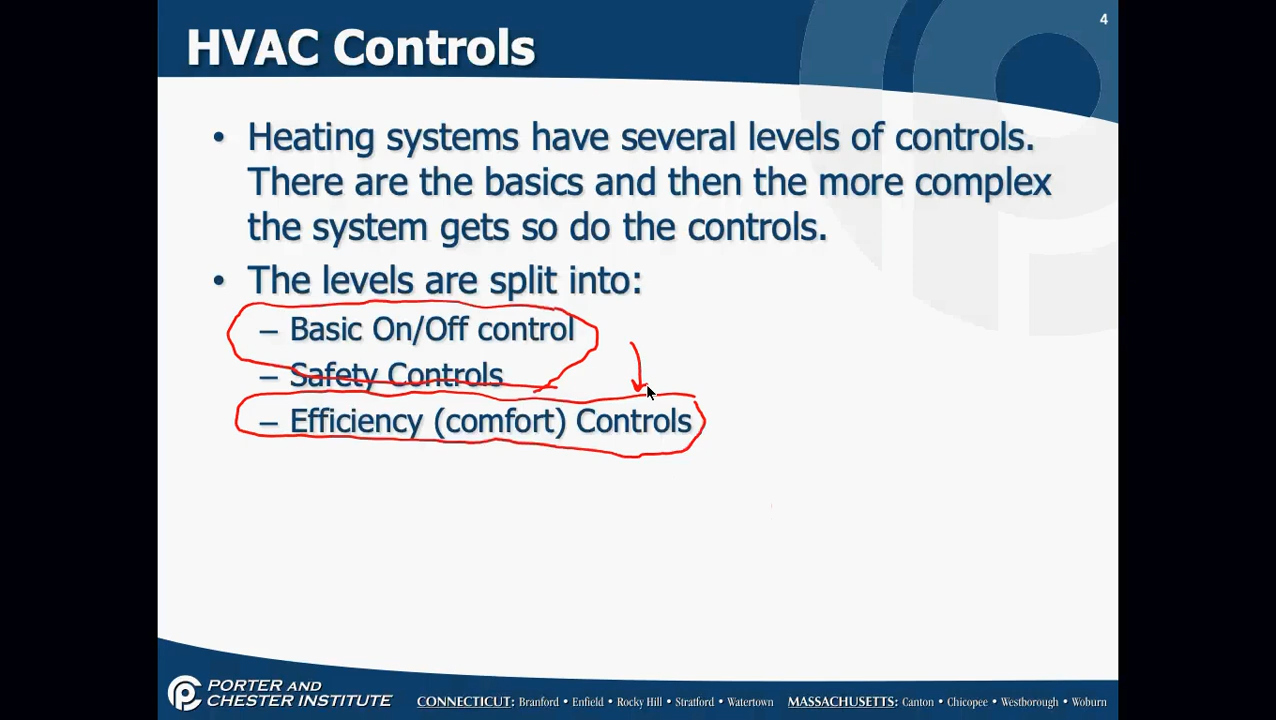 4
HVAC Controls
• Heating systems have several levels of controls.
There are the basics and then the more complex
the system gets so do the controls.
• The levels are split into:
– Basic On/Off control
– Safety Controls
– Efficiency (comfort) Controls
PORTER AND
CHESTER INSTITUTE
CONNECTICUT: Branford • Enfield • Rocky Hill • Stratford • Watertown MASSACHUSETTS: Canton • Chicopee • Westborough • Woburn